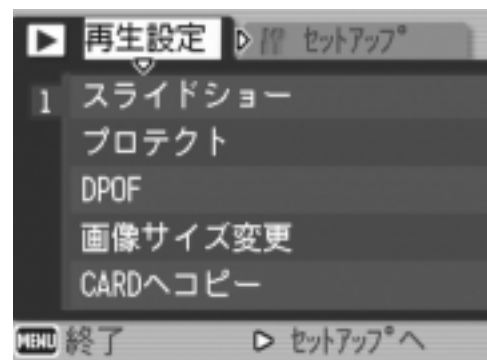 再生設定 セットアップ
1 スライドショー
プロテクト
DPOF
画像サイズ変更
CARDへコピー
MENU 終了 セットアップへ